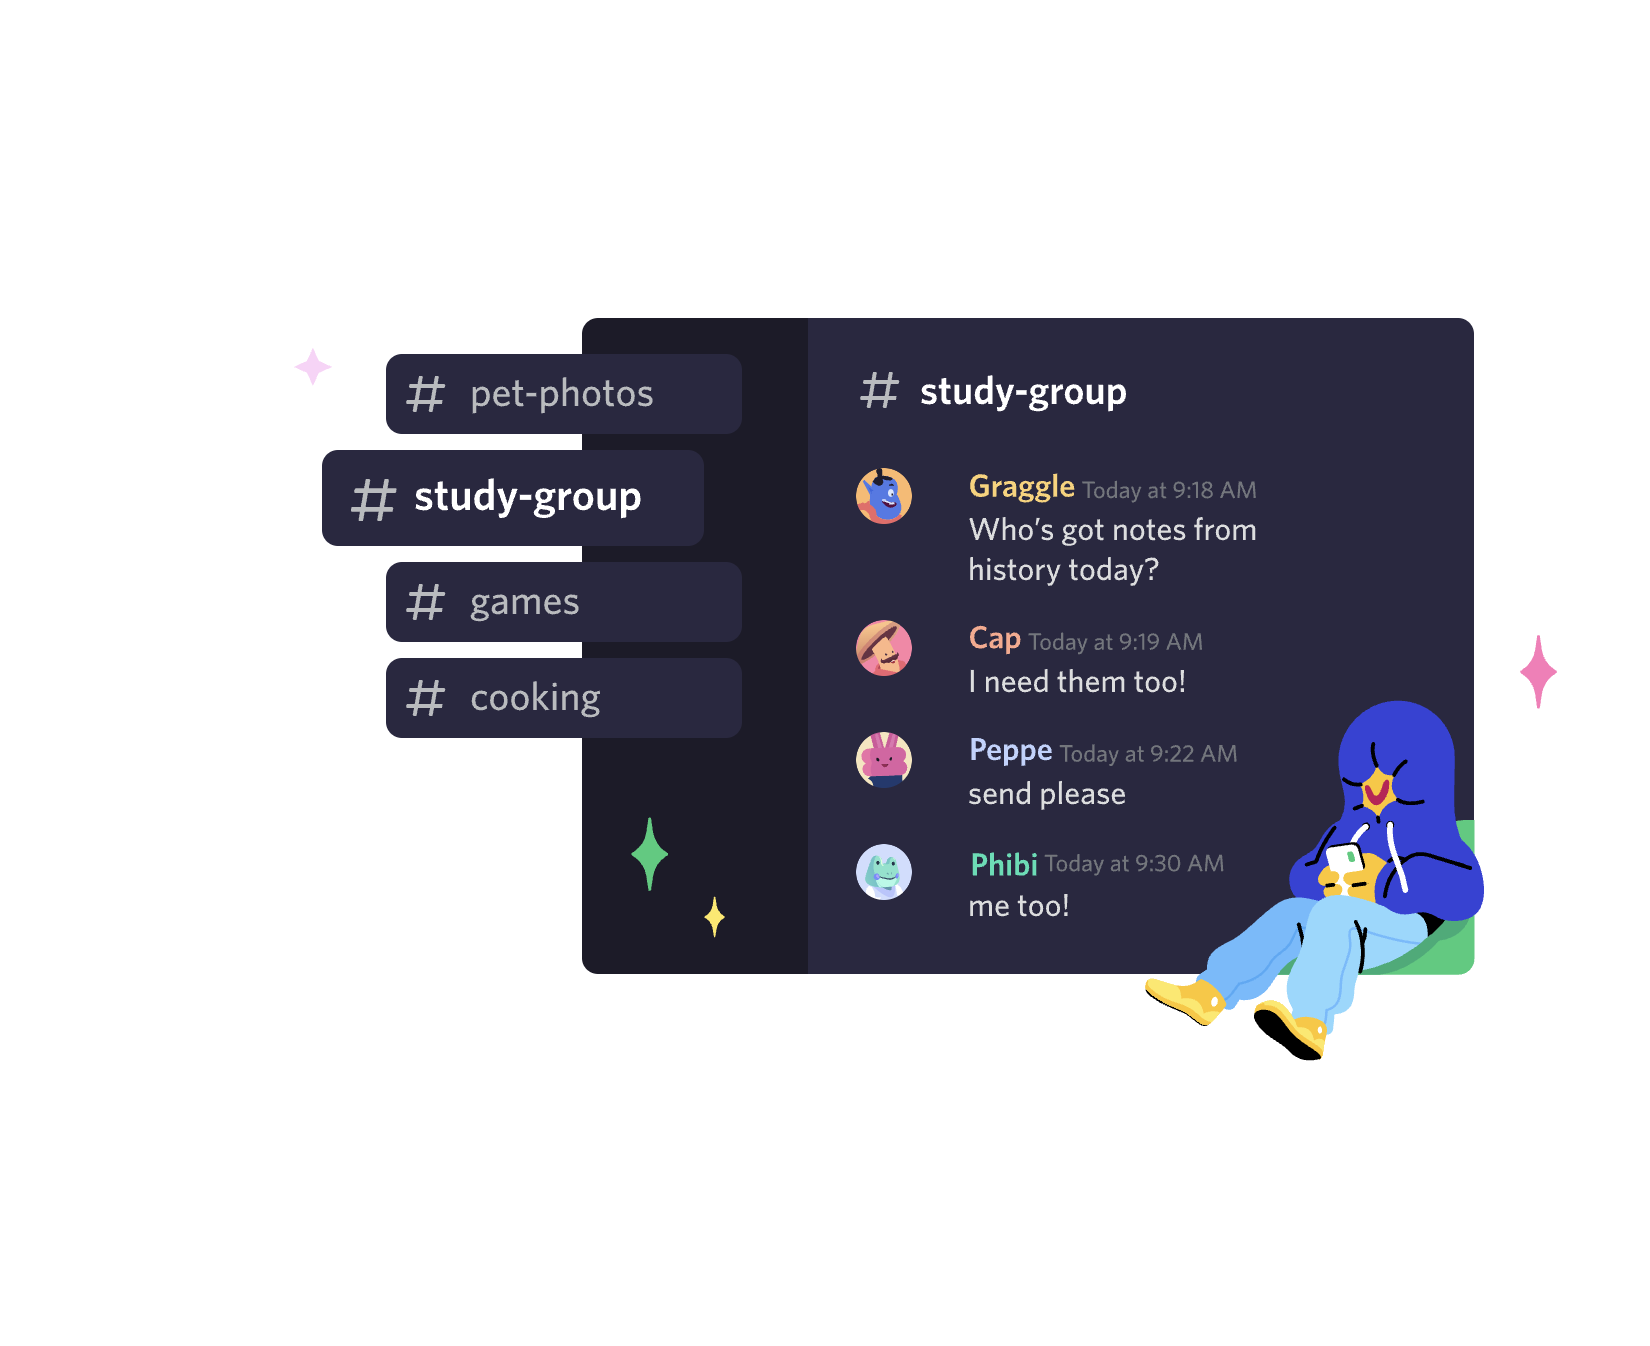 # pet-photos
# study-group
# games
# cooking
# study-group
Graggle Today at 9:18 AM
Who's got notes from
history today?
Cap Today at 9:19 AM
I need them too!
Peppe Today at 9:22 AM
send please
Phibi Today at 9:30 AM
me too!